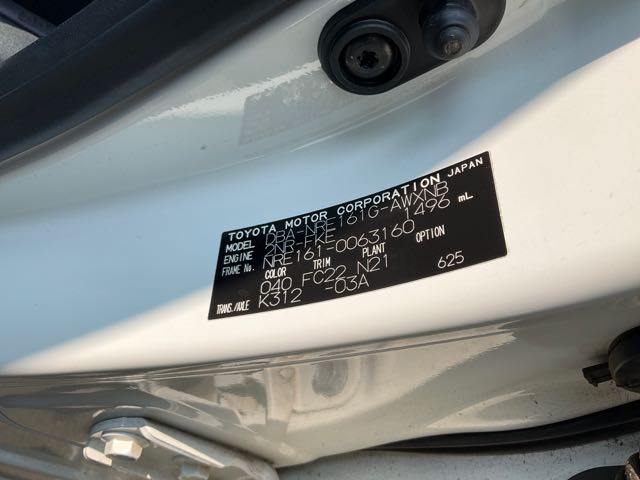 TOYOTA MOTOR CORPORATION JAPAN
MODEL DBA-NRE161G-AWXNB
ENGINE 2NR-FKE 1496 mL
FRAME No. NRE161-0063160
COLOR TRIM PLANT OPTION
040 FC22 N21 625
TRANS./AXLE K312 -03A